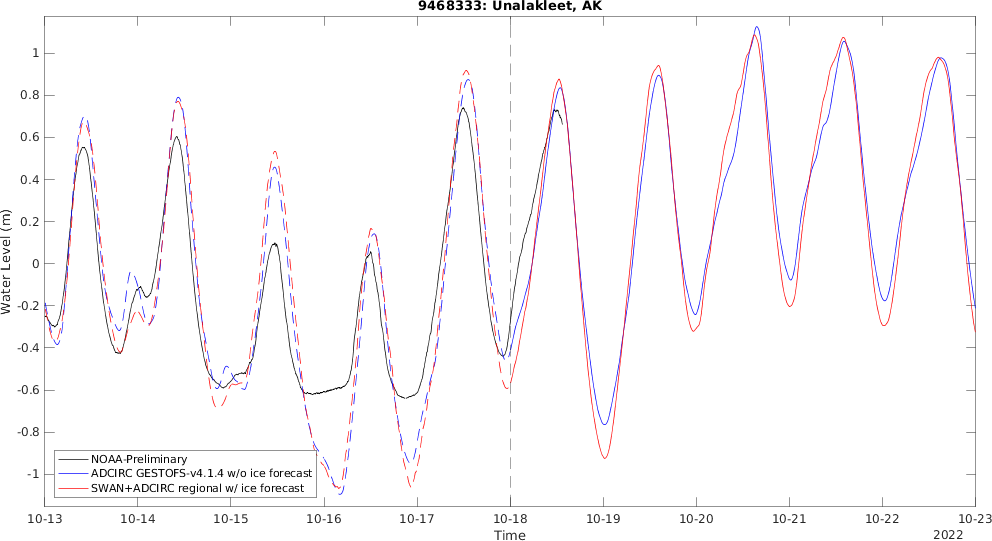 9468333: Unalakleet, AK
1
0.8
0.6
0.4
0.2
0
-0.2
-0.4
-0.6
-0.8
-1
Water Level (m)
NOAA-Preliminary
ADCIRC GESTOFS-v4.1.4 w/o ice forecast
SWAN+ADCIRC regional w/ ice forecast
10-13 10-14 10-15 10-16 10-17 10-18 10-19 10-20 10-21 10-22 10-23
Time
2022